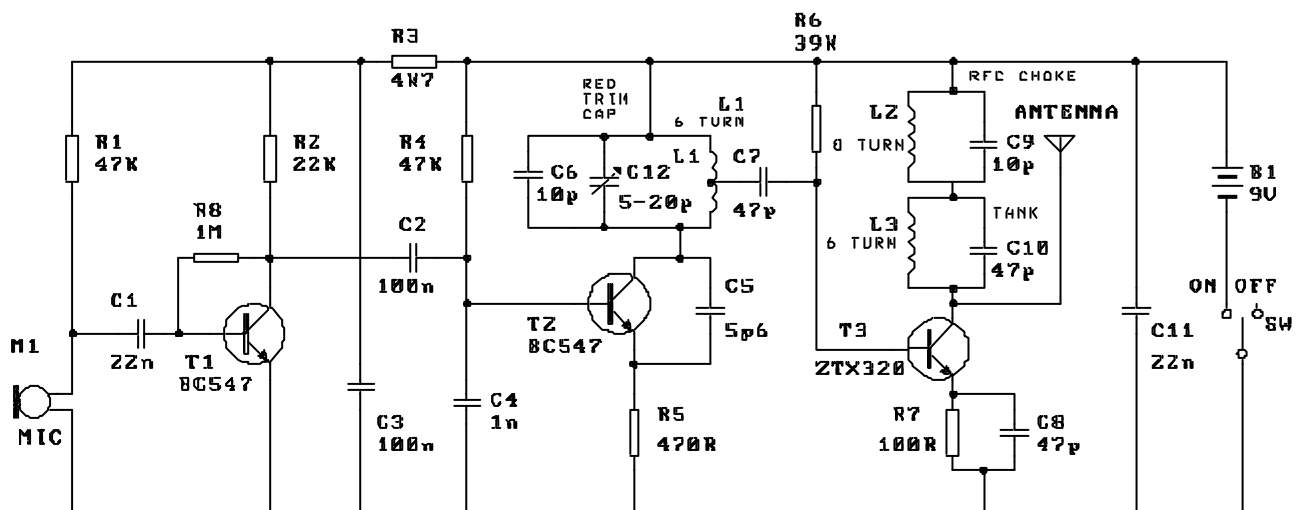 R6
39K
R3
4K7
RFC CHOKE
RED
TRIM
CAP
L1
6 TURN
ANTENNA
R1
47K
R2
22K
R4
47K
L2
8 TURN
C9
10p
L1
C7
47p
C6
10p
C12
5-20p
B1
9V
R8
1M
C2
100n
L3
6 TURN
TANK
C10
47p
C1
22n
T1
BC547
T2
BC547
C5
5p6
T3
ZTX320
ON OFF
SW
C11
22n
M1
MIC
C3
100n
C4
1n
R5
470R
R7
100R
C8
47p